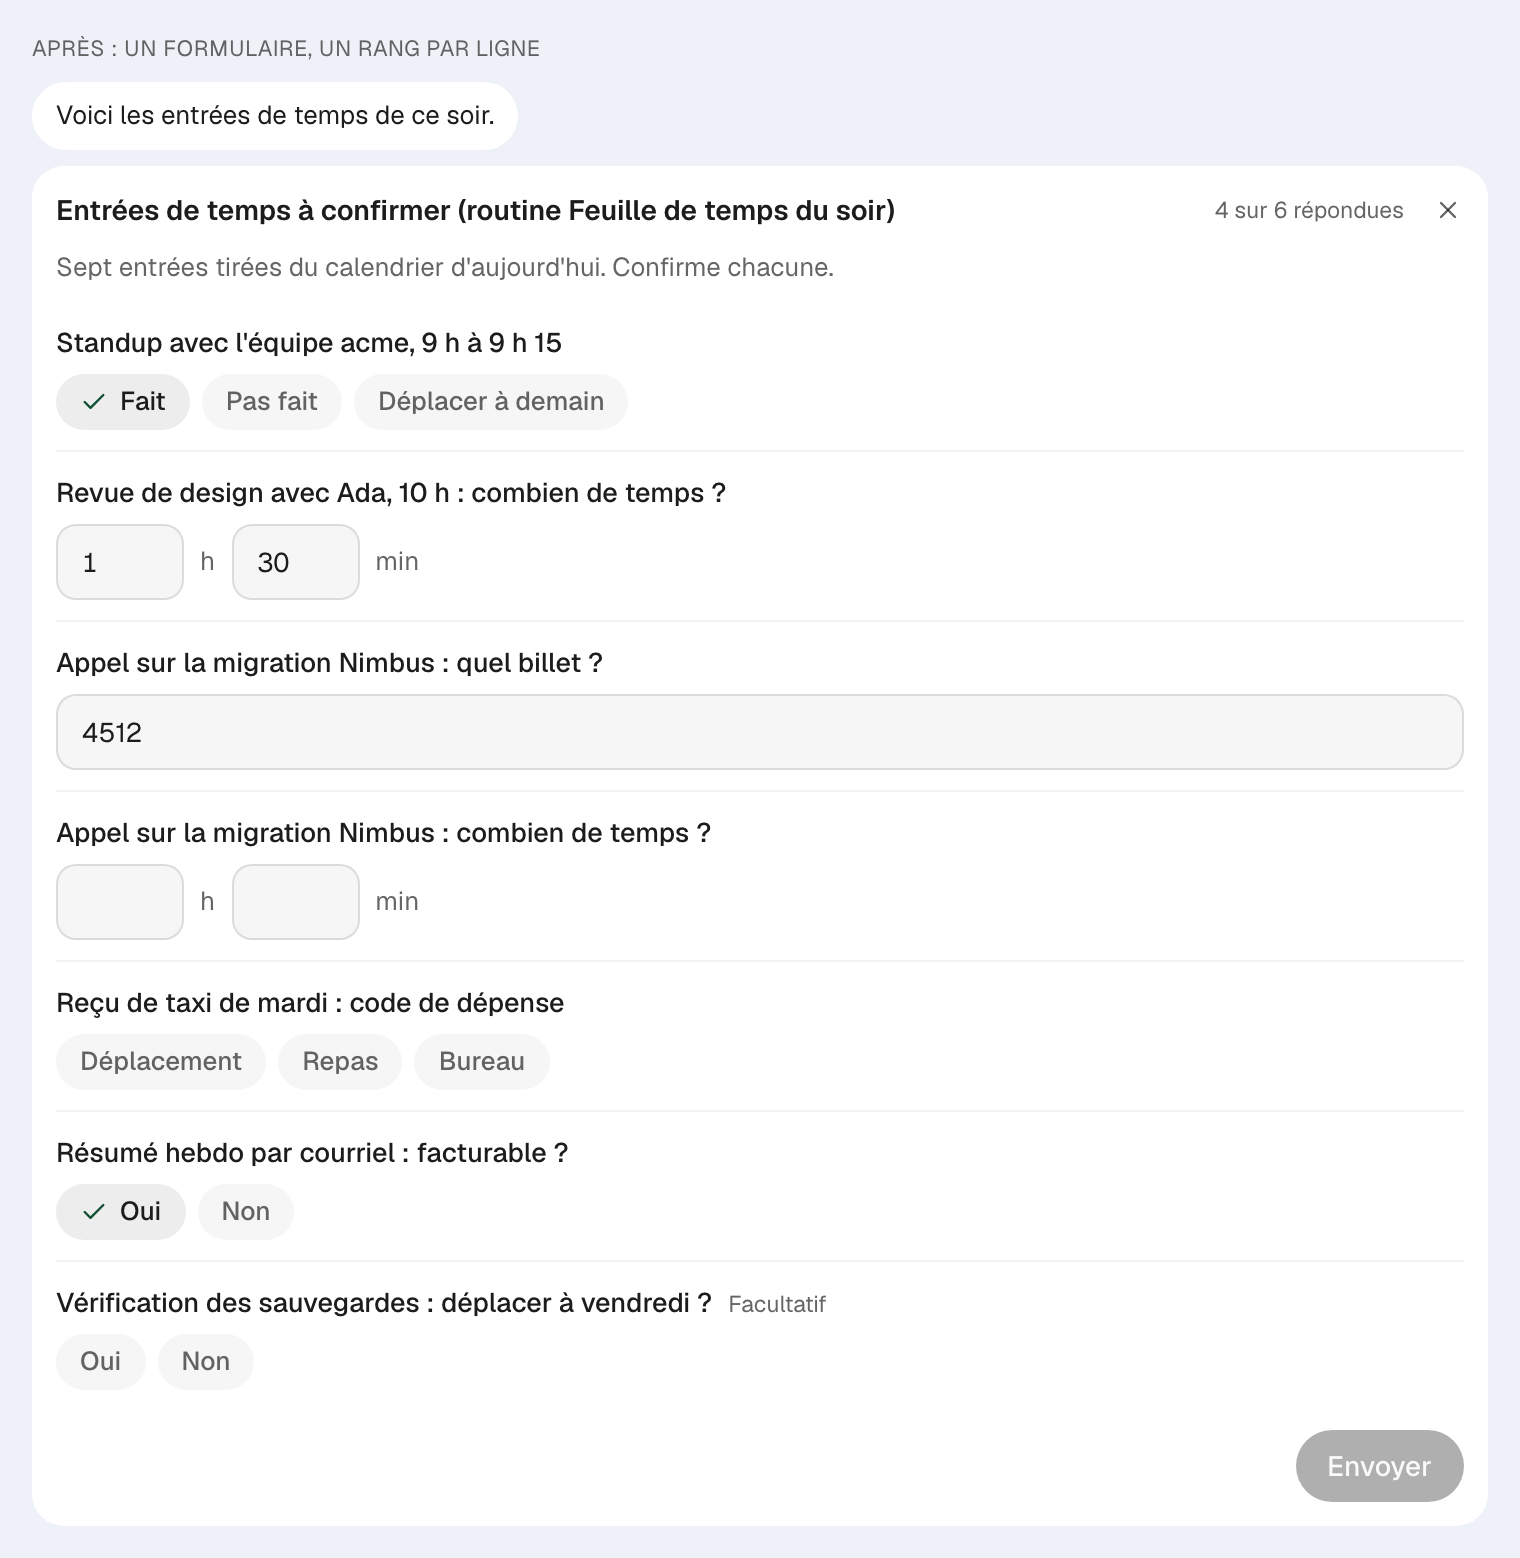 APRÈS : UN FORMULAIRE, UN RANG PAR LIGNE
Voici les entrées de temps de ce soir.
Entrées de temps à confirmer (routine Feuille de temps du soir)
4 sur 6 répondues
Sept entrées tirées du calendrier d'aujourd'hui. Confirme chacune.
Standup avec l'équipe acme, 9 h à 9 h 15
Fait Pas fait Déplacer à demain
Revue de design avec Ada, 10 h : combien de temps ?
1 h 30 min
Appel sur la migration Nimbus : quel billet ?
4512
Appel sur la migration Nimbus : combien de temps ?
h min
Reçu de taxi de mardi : code de dépense
Déplacement Repas Bureau
Résumé hebdo par courriel : facturable ?
Oui Non
Vérification des sauvegardes : déplacer à vendredi ? Facultatif
Oui Non
Envoyer